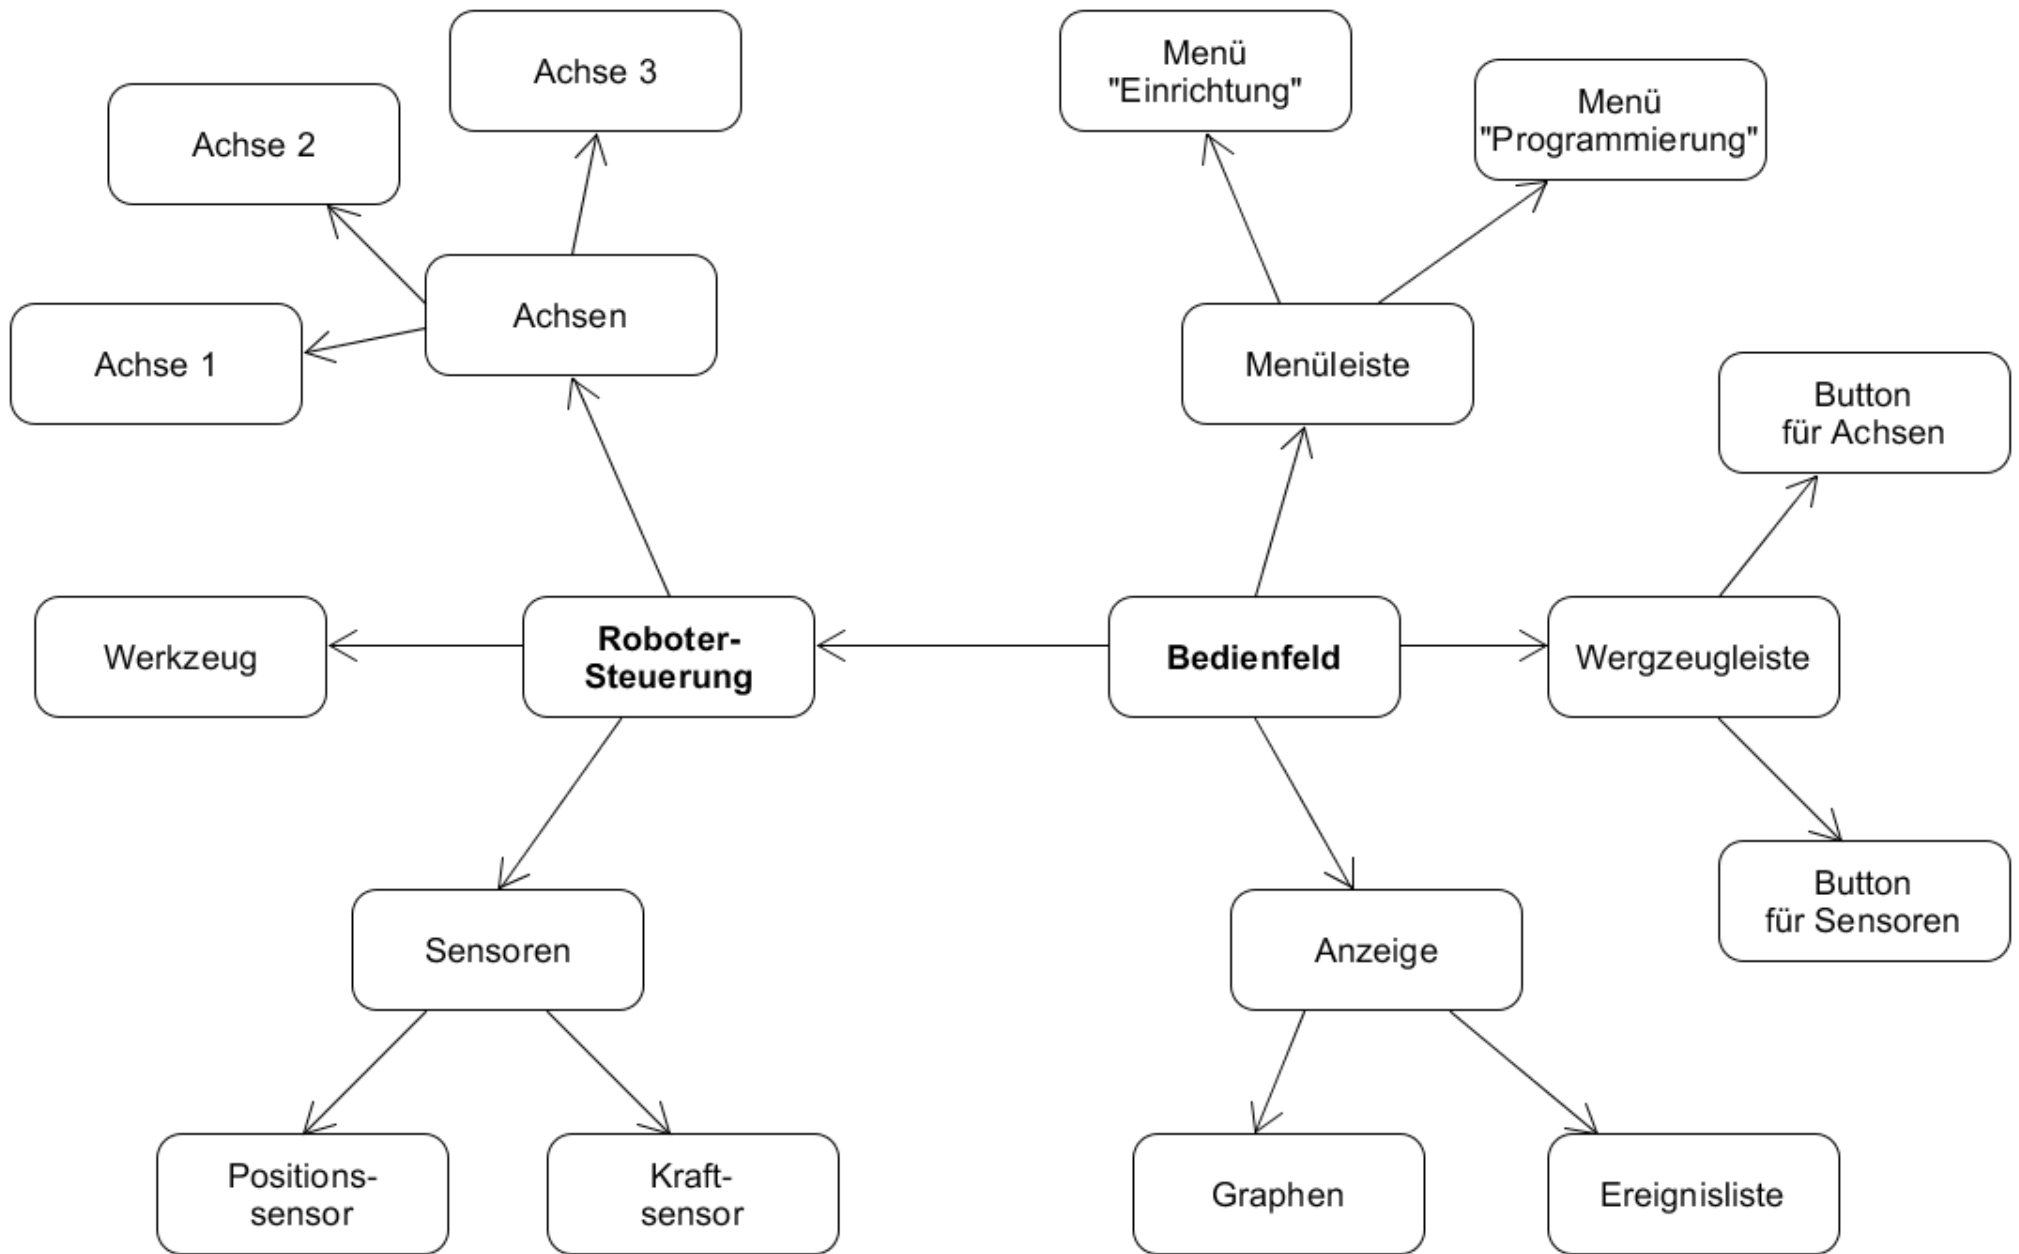 Achse 3
Menü
"Einrichtung"
Menü
"Programmierung"
Achse 2
Achsen
Achse 1
Menüleiste
Button
für Achsen
Werkzeug
Roboter-
Steuerung
Bedienfeld
Wergzeugleiste
Button
für Sensoren
Sensoren
Anzeige
Positions-
sensor
Kraft-
sensor
Graphen
Ereignisliste